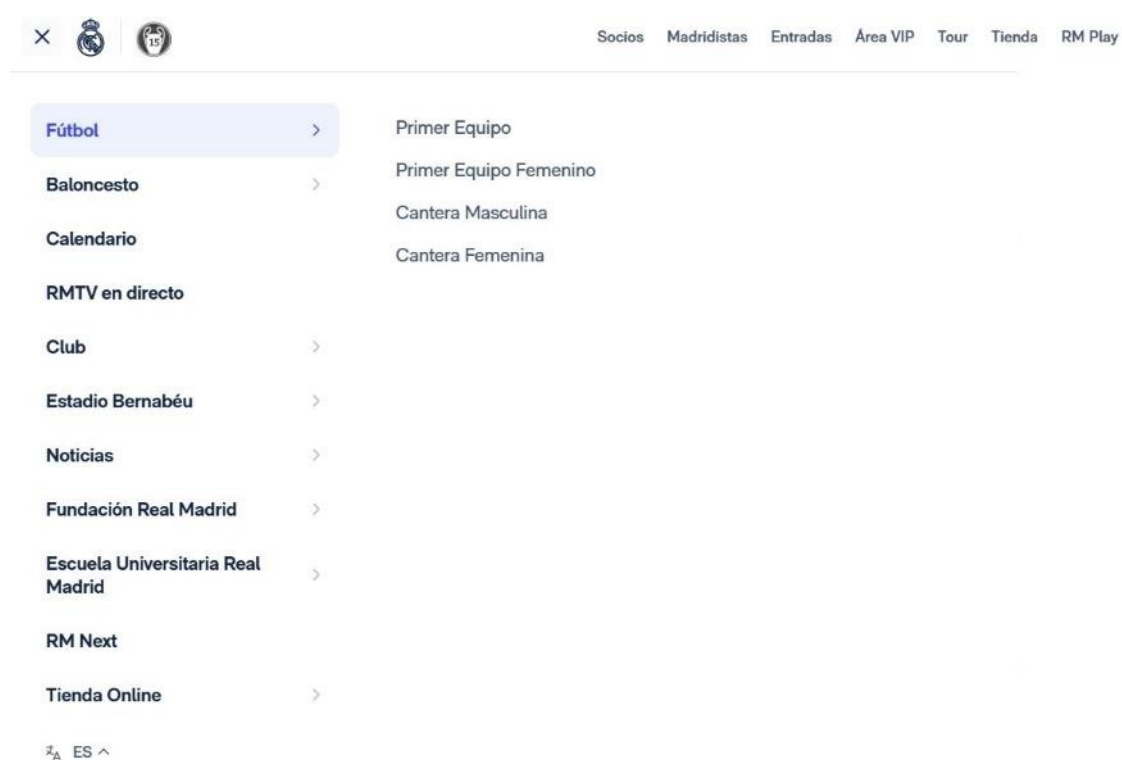 15
Socios Madridistas Entradas Área VIP Tour Tienda RM Play
Fútbol
Baloncesto
Calendario
RMTV en directo
Club
Estadio Bernabéu
Noticias
Fundación Real Madrid
Escuela Universitaria Real
Madrid
RM Next
Tienda Online
ES
Primer Equipo
Primer Equipo Femenino
Cantera Masculina
Cantera Femenina